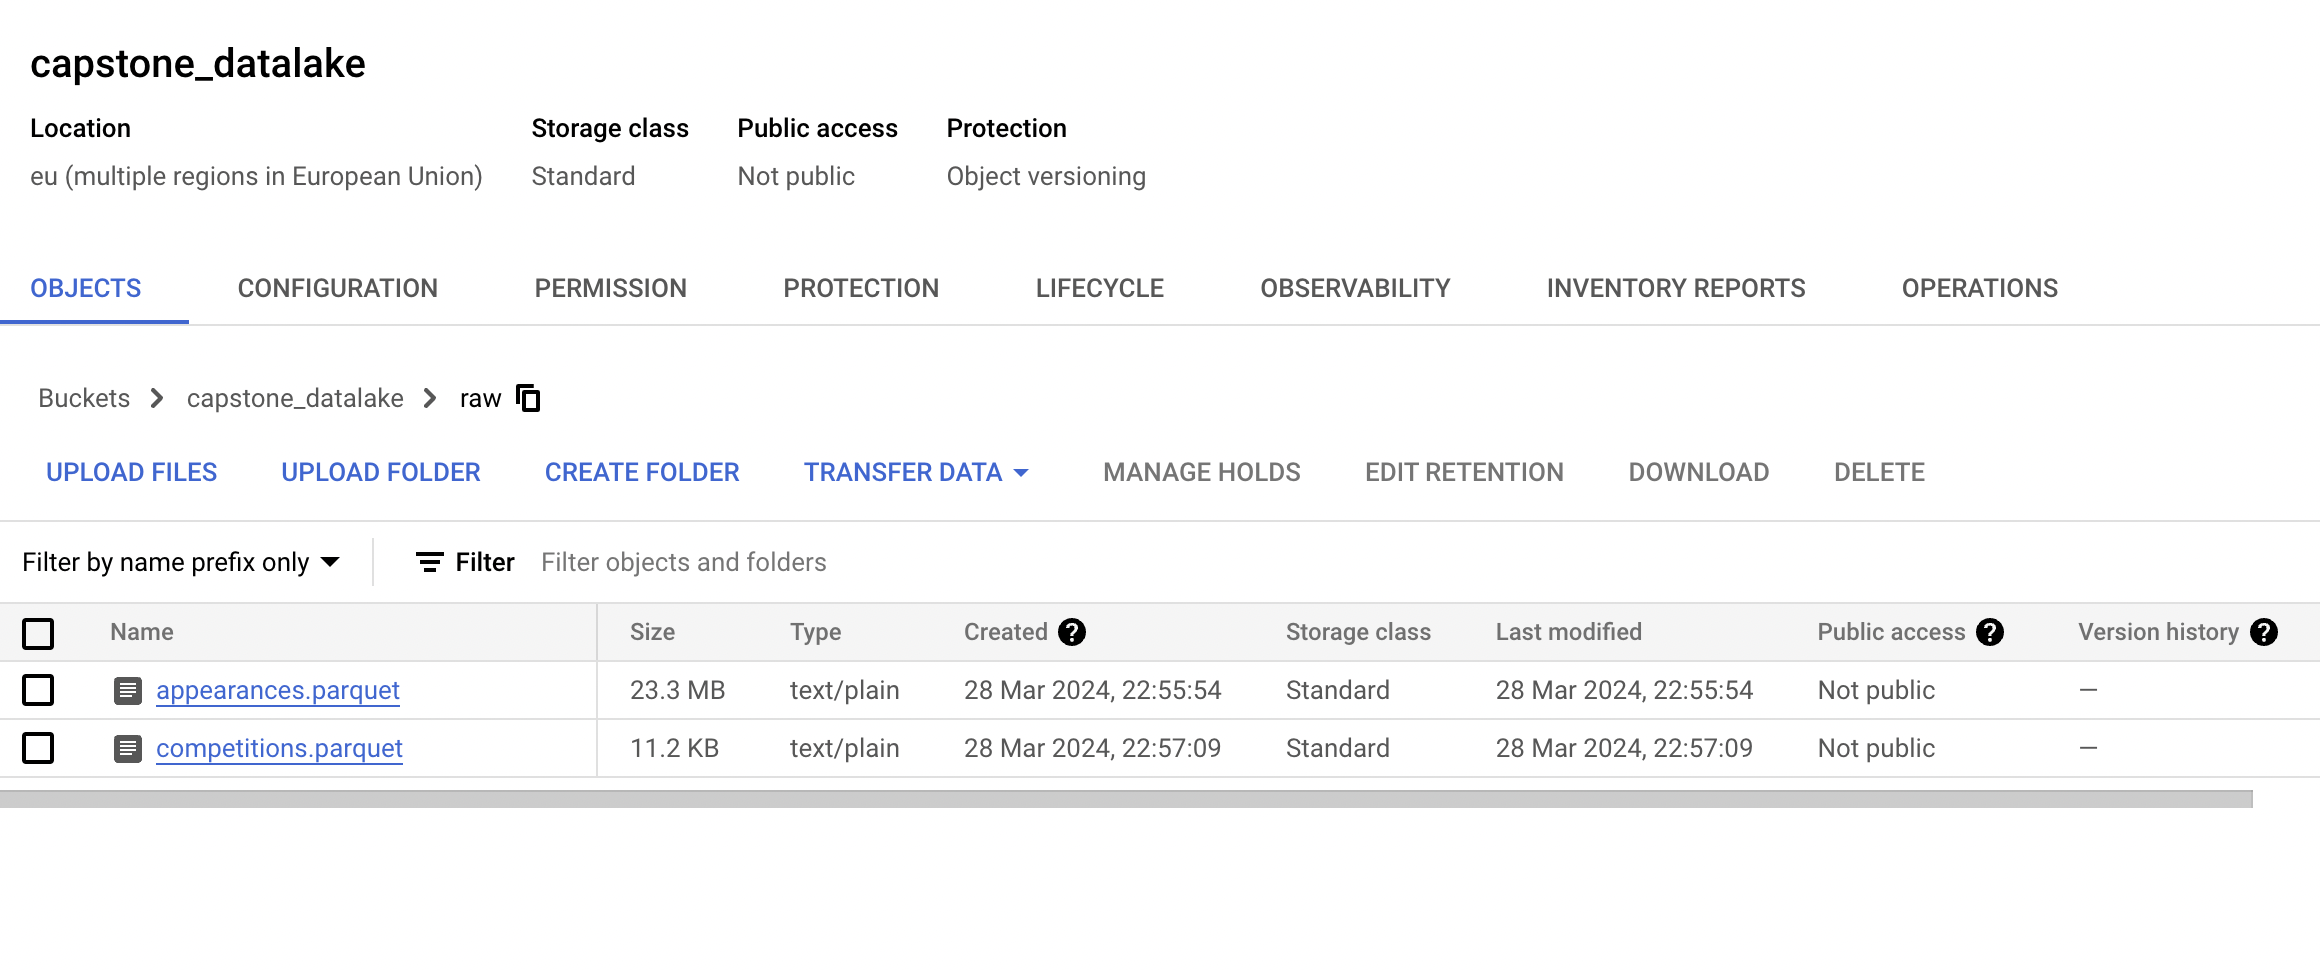 capstone_datalake
Location Storage class Public access Protection
eu (multiple regions in European Union) Standard Not public Object versioning
OBJECTS CONFIGURATION PERMISSION PROTECTION LIFECYCLE OBSERVABILITY INVENTORY REPORTS OPERATIONS
Buckets > capstone_datalake > raw
UPLOAD FILES UPLOAD FOLDER CREATE FOLDER TRANSFER DATA MANAGE HOLDS EDIT RETENTION DOWNLOAD DELETE
Filter by name prefix only Filter Filter objects and folders
Name Size Type Created ? Storage class Last modified Public access ? Version history ?
appearances.parquet 23.3 MB text/plain 28 Mar 2024, 22:55:54 Standard 28 Mar 2024, 22:55:54 Not public —
competitions.parquet 11.2 KB text/plain 28 Mar 2024, 22:57:09 Standard 28 Mar 2024, 22:57:09 Not public —